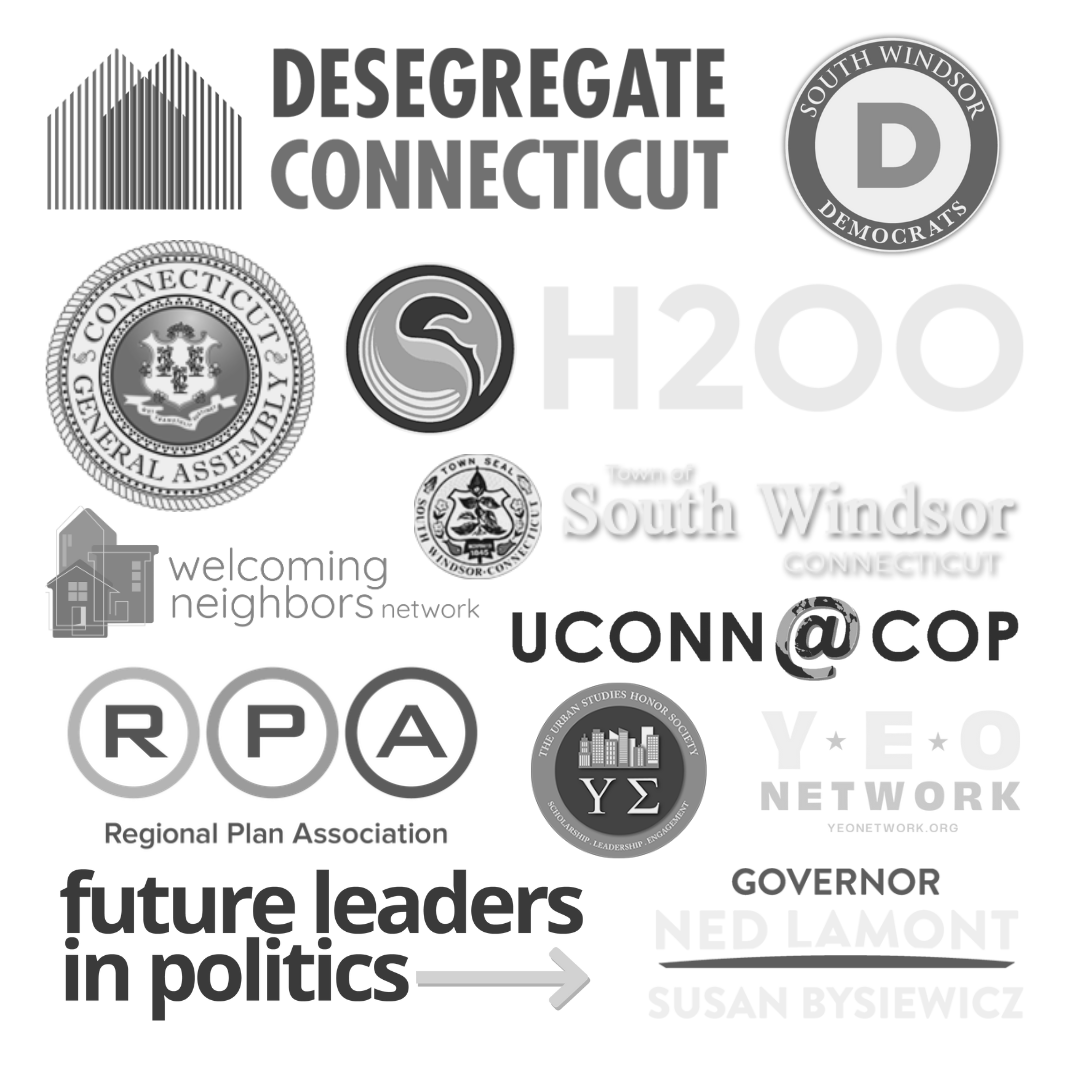 DESEGREGATE
CONNECTICUT
SOUTH WINDSOR
D
DEMOCRATS
CONNECTICUT
GENERAL ASSEMBLY
H2OO
TOWN SEAL
SOUTH WINDSOR · CONNECTICUT
1845
Town of
South Windsor
CONNECTICUT
welcoming
neighbors network
UCONN@COP
RPA
Regional Plan Association
THE URBAN STUDIES HONOR SOCIETY
ΥΣ
SCHOLARSHIP . LEADERSHIP . ENGAGEMENT
Y★E★O
NETWORK
YEONETWORK.ORG
future leaders
in politics
GOVERNOR
NED LAMONT
SUSAN BYSIEWICZ